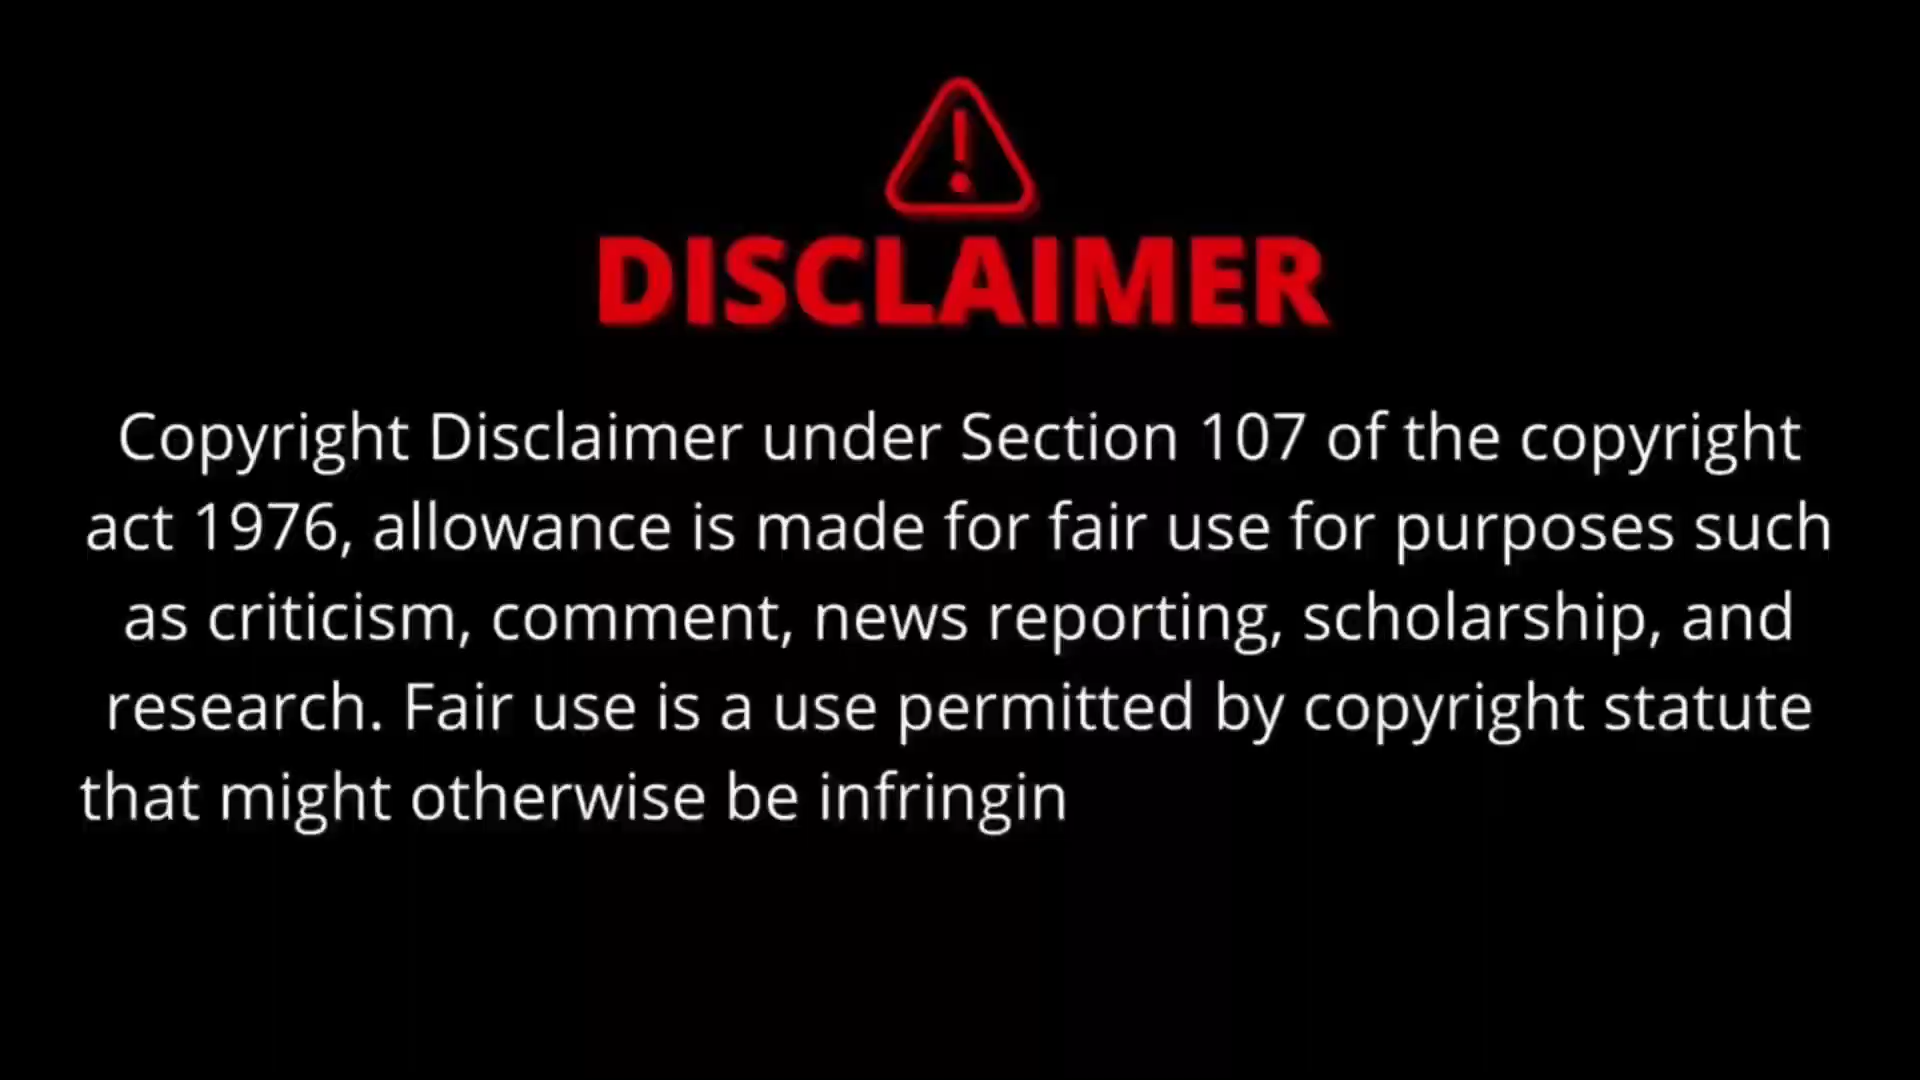 DISCLAIMER
Copyright Disclaimer under Section 107 of the copyright
act 1976, allowance is made for fair use for purposes such
as criticism, comment, news reporting, scholarship, and
research. Fair use is a use permitted by copyright statute
that might otherwise be infringin